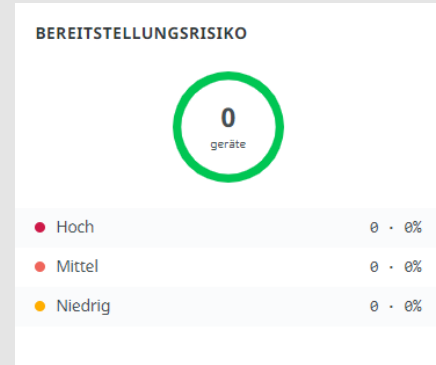 BEREITSTELLUNGSRISIKO
0
geräte
Hoch 0 · 0%
Mittel 0 · 0%
Niedrig 0 · 0%